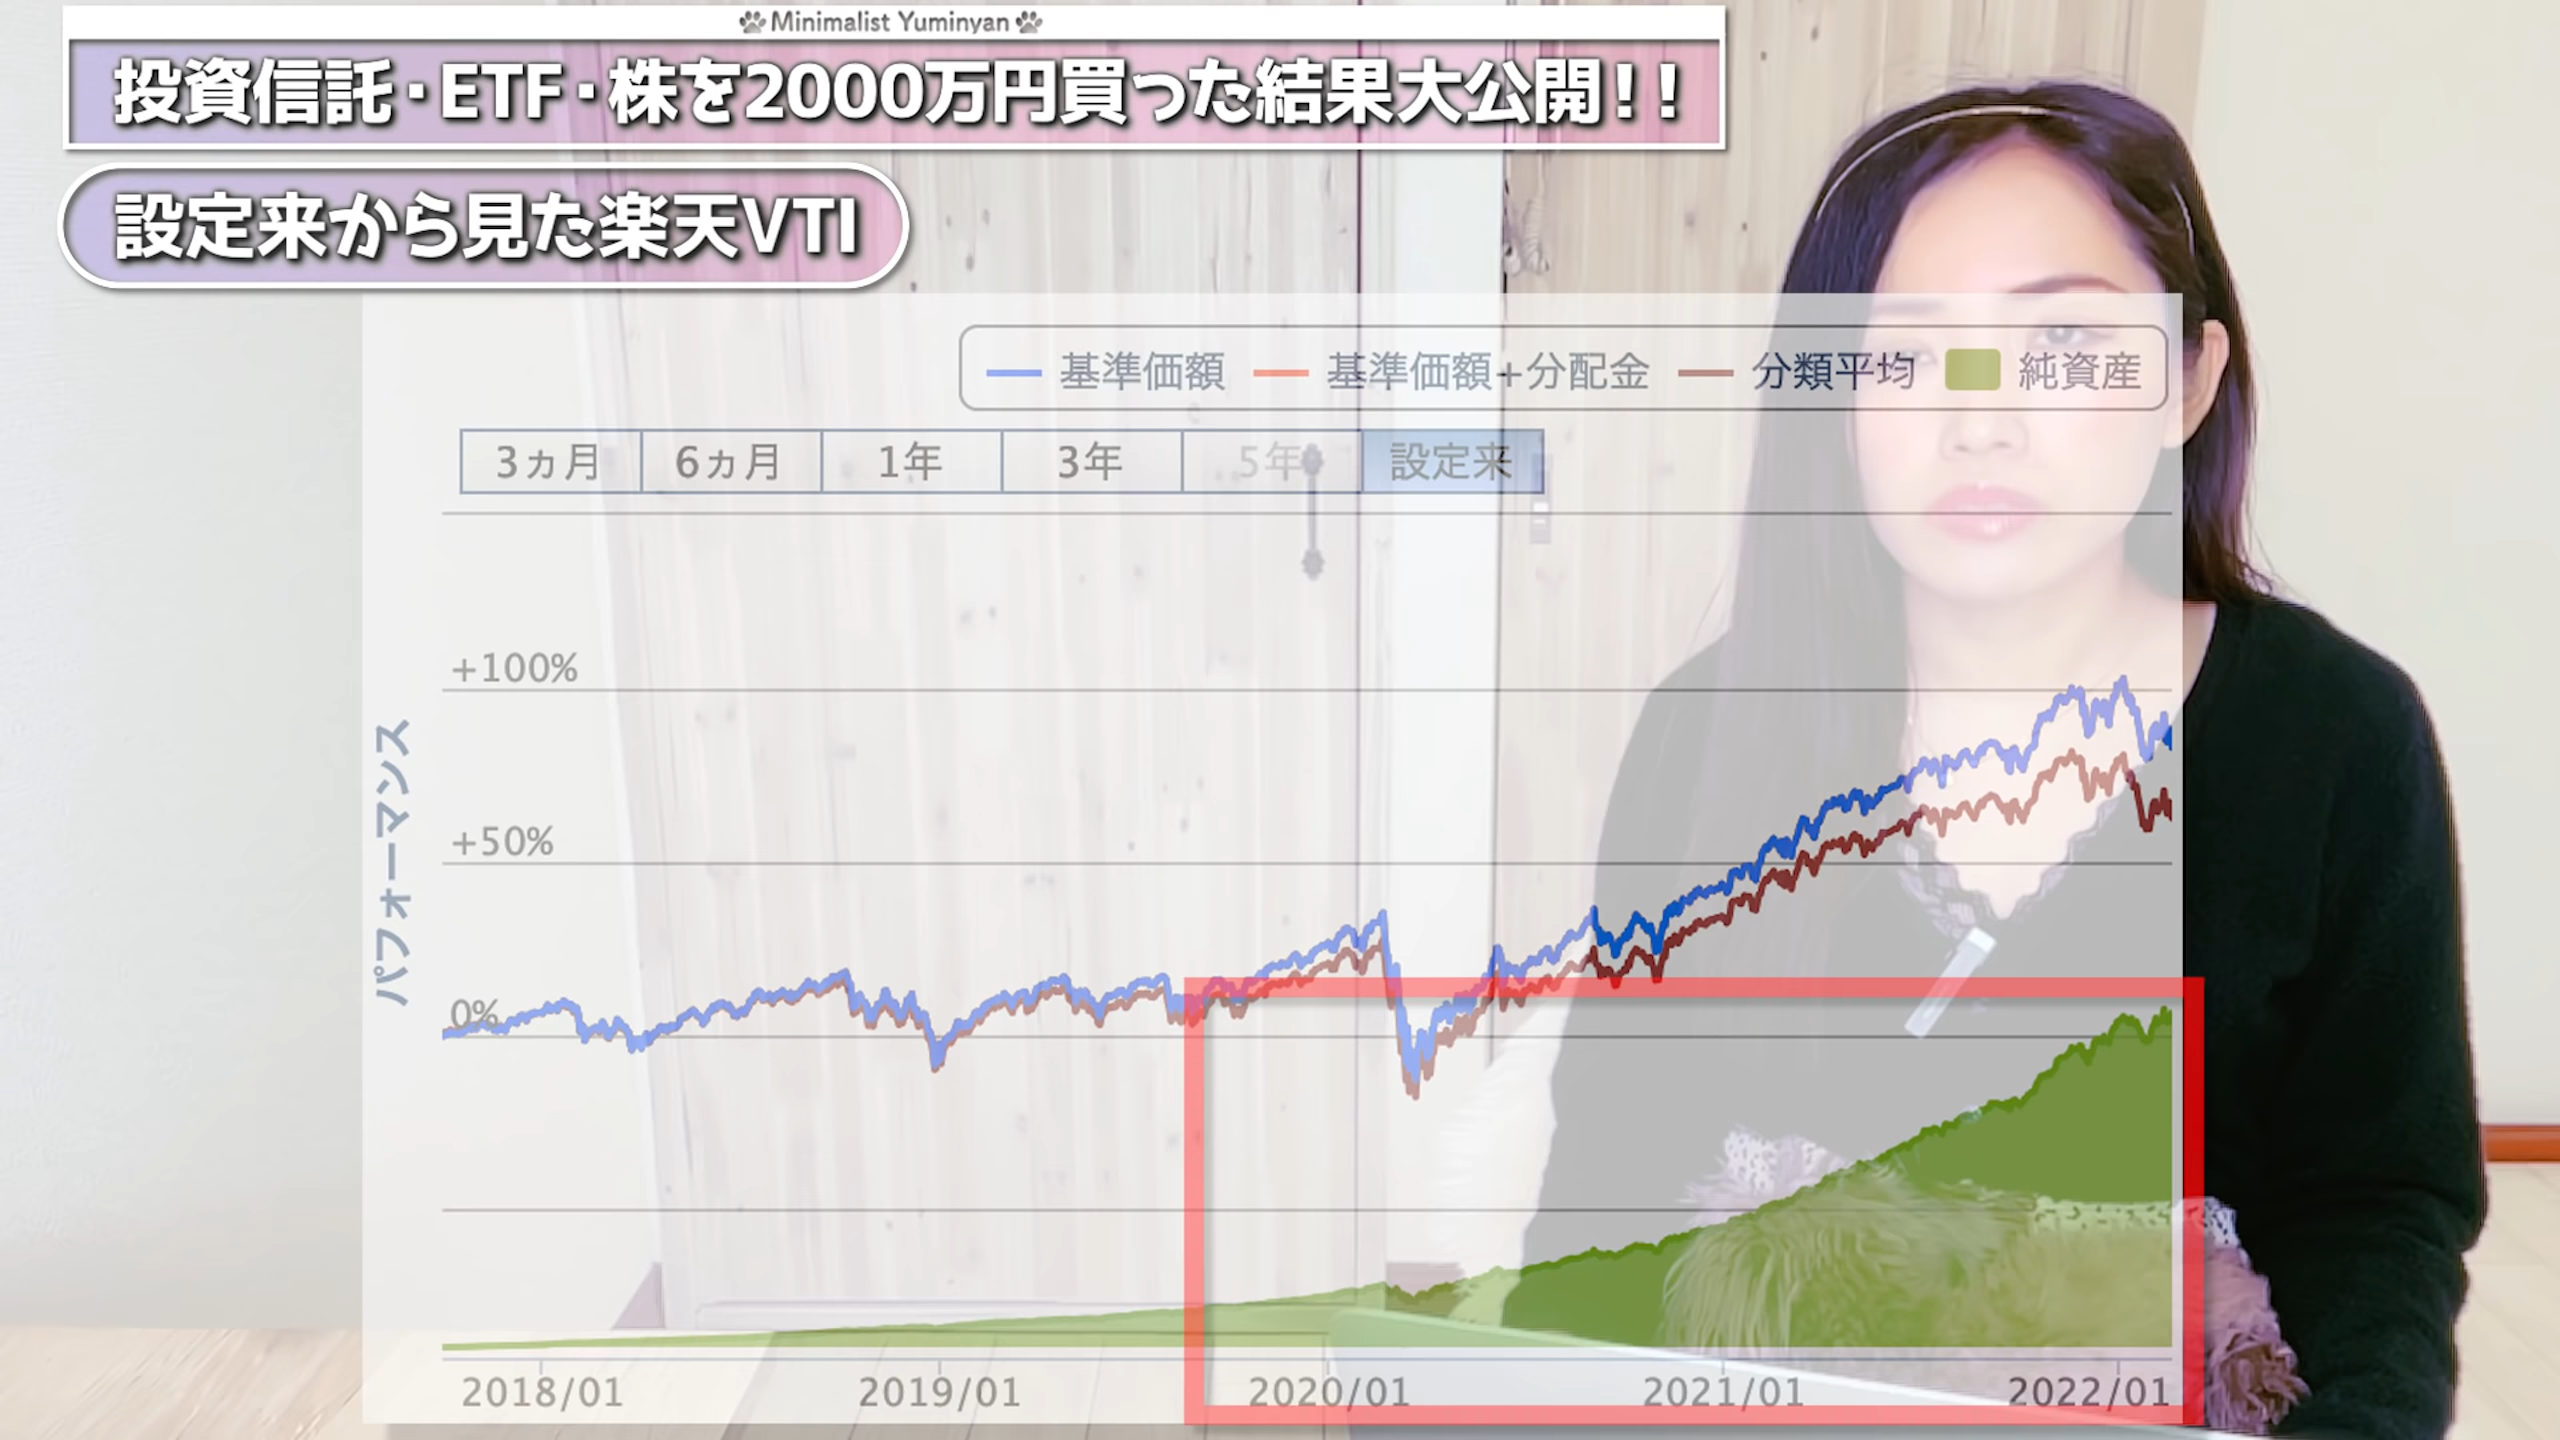 Minimalist Yuminyan
投資信託・ETF・株を2000万円買った結果大公開！！
設定来から見た楽天VTI
基準価額 基準価額+分配金 分類平均 純資産
3ヵ月 6ヵ月 1年 3年 5年 設定来
+100%
+50%
0%
パフォーマンス
2018/01 2019/01 2020/01 2021/01 2022/01